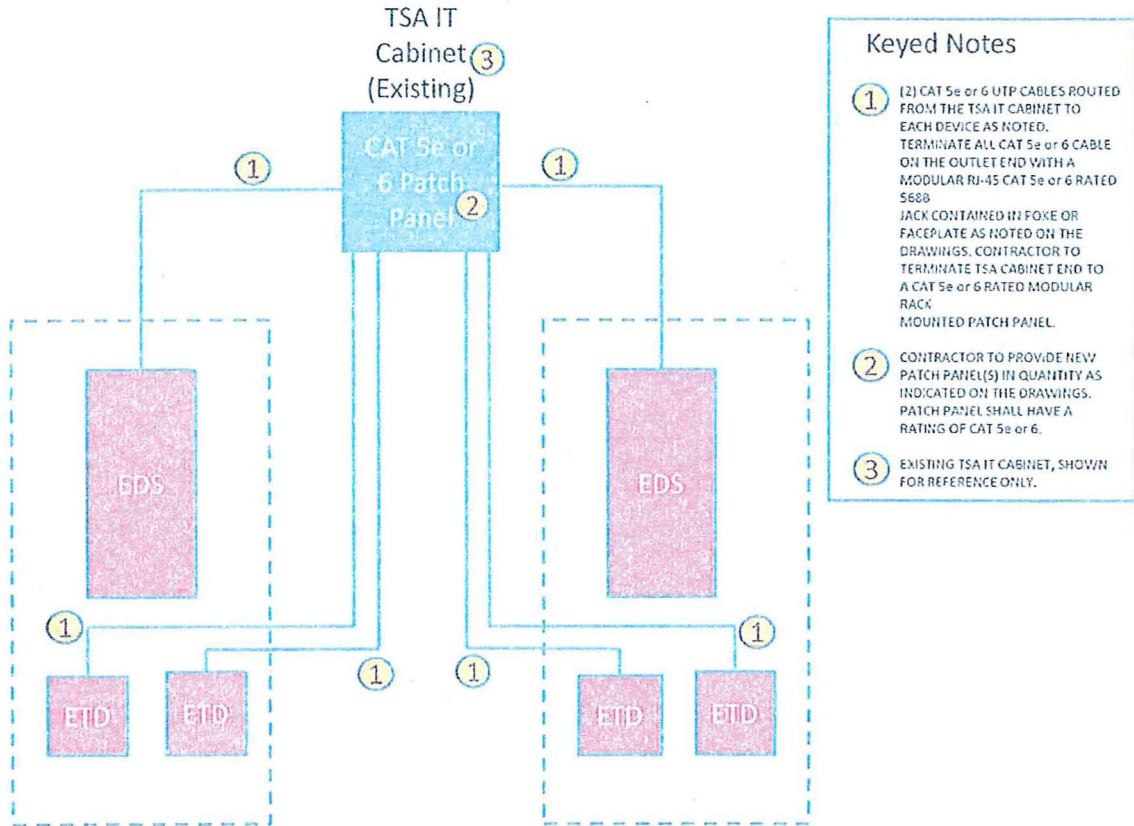 TSA IT
Cabinet 3
(Existing)
CAT 5e or
6 Patch
Panel 2
1
1
EDS
EDS
1
1
1
1
ETD
ETD
ETD
ETD
Keyed Notes
1 (2) CAT 5e or 6 UTP CABLES ROUTED
FROM THE TSA IT CABINET TO
EACH DEVICE AS NOTED.
TERMINATE ALL CAT 5e or 6 CABLE
ON THE OUTLET END WITH A
MODULAR RJ-45 CAT 5e or 6 RATED
568B
JACK CONTAINED IN FOKE OR
FACEPLATE AS NOTED ON THE
DRAWINGS. CONTRACTOR TO
TERMINATE TSA CABINET END TO
A CAT 5e or 6 RATED MODULAR
RACK
MOUNTED PATCH PANEL.
2 CONTRACTOR TO PROVIDE NEW
PATCH PANEL(S) IN QUANTITY AS
INDICATED ON THE DRAWINGS.
PATCH PANEL SHALL HAVE A
RATING OF CAT 5e or 6.
3 EXISTING TSA IT CABINET, SHOWN
FOR REFERENCE ONLY.